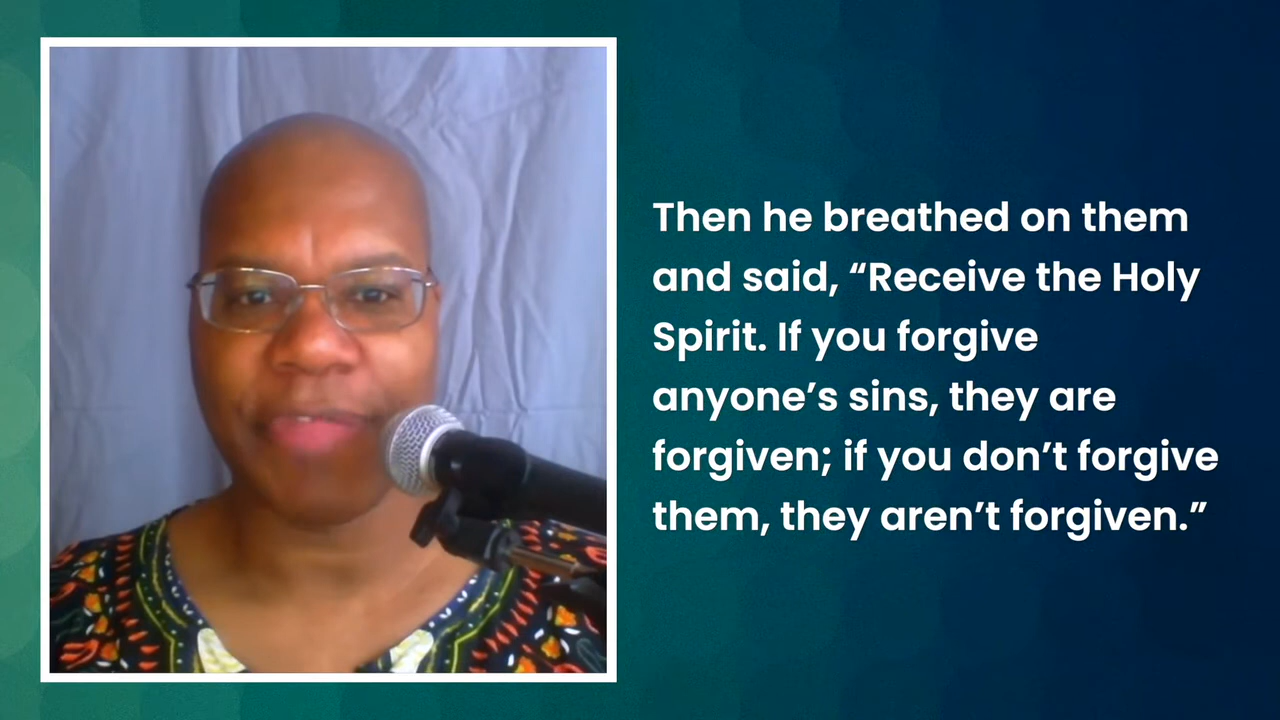 Then he breathed on them
and said, “Receive the Holy
Spirit. If you forgive
anyone’s sins, they are
forgiven; if you don’t forgive
them, they aren’t forgiven.”